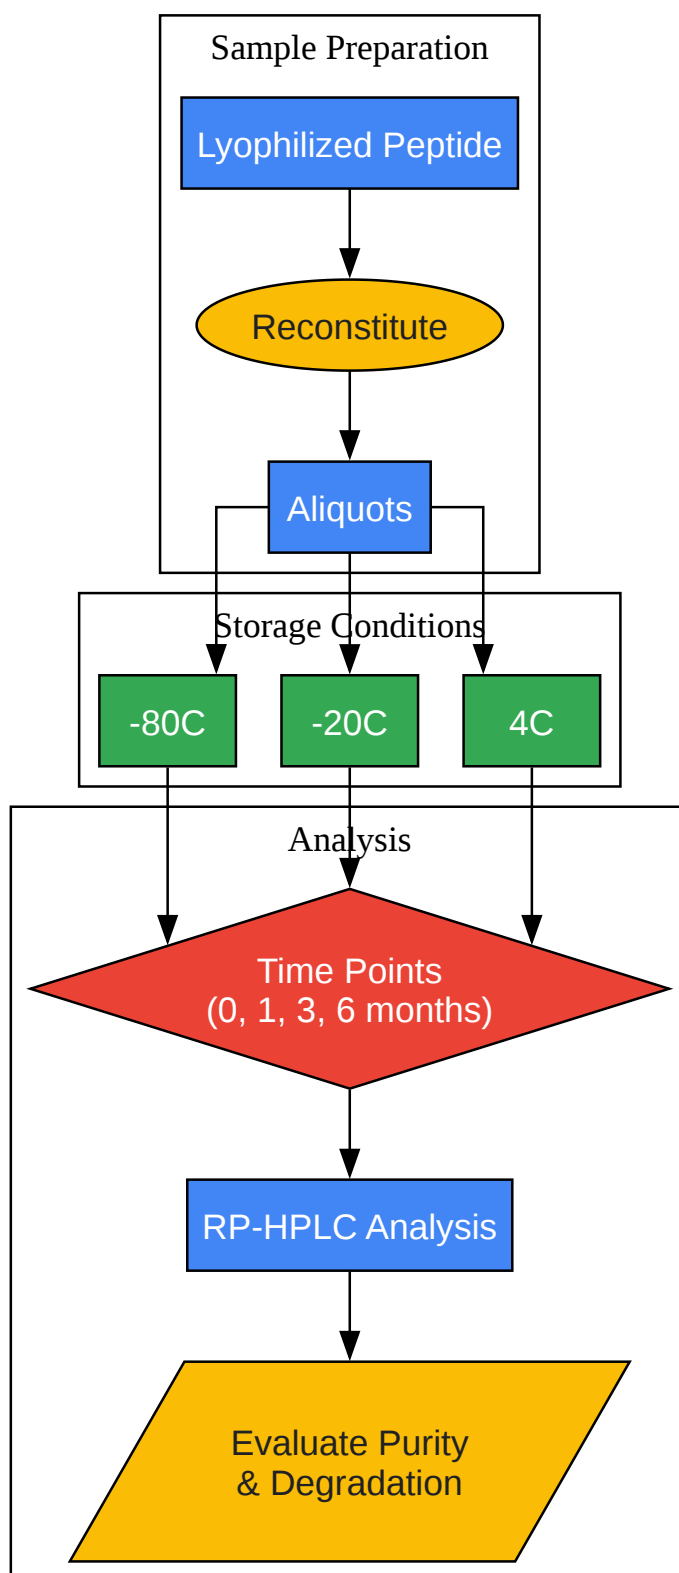 Sample Preparation
Lyophilized Peptide
Reconstitute
Aliquots
Storage Conditions
-80C
-20C
4C
Analysis
Time Points
(0, 1, 3, 6 months)
RP-HPLC Analysis
Evaluate Purity
& Degradation